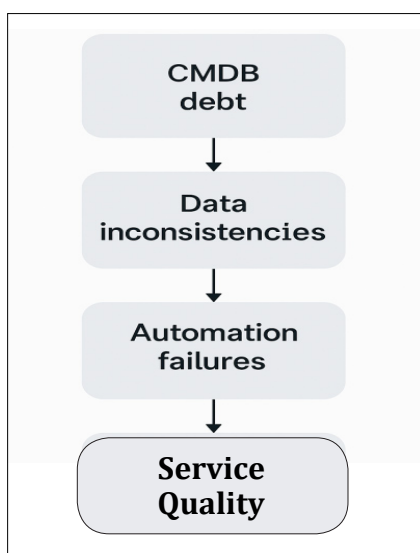 CMDB
debt
Data
inconsistencies
Automation
failures
Service
Quality